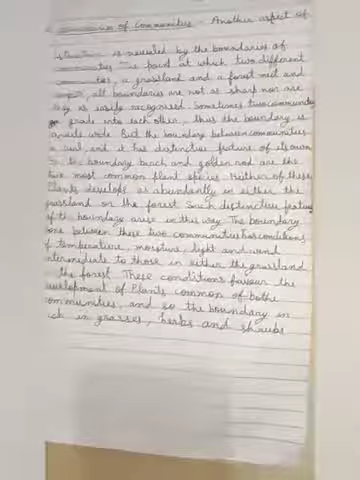 of Communities - Another aspect of
is revealed by the boundaries of
The point at which two different
a grassland and a forest meet and
all boundaries are not as sharp nor are
as easily recognised. Sometimes two community
grade into each other, thus the boundary is
wide. But the boundary between communities
and it has distinctive feature of its own
the boundary and golden rod are the
two most common plant species. Neither of these
Plants develops as abundantly in either the
grassland or the forest. Such distinctive feature
of the boundary arise in this way. The boundary
zone between these two communities has conditions
of temperature, moisture, light and wind
intermediate to those in either the grassland
the forest. These conditions favour the
development of Plants common of bothe
communities, and so the boundary in
ich in grasses, herbs and shrubs